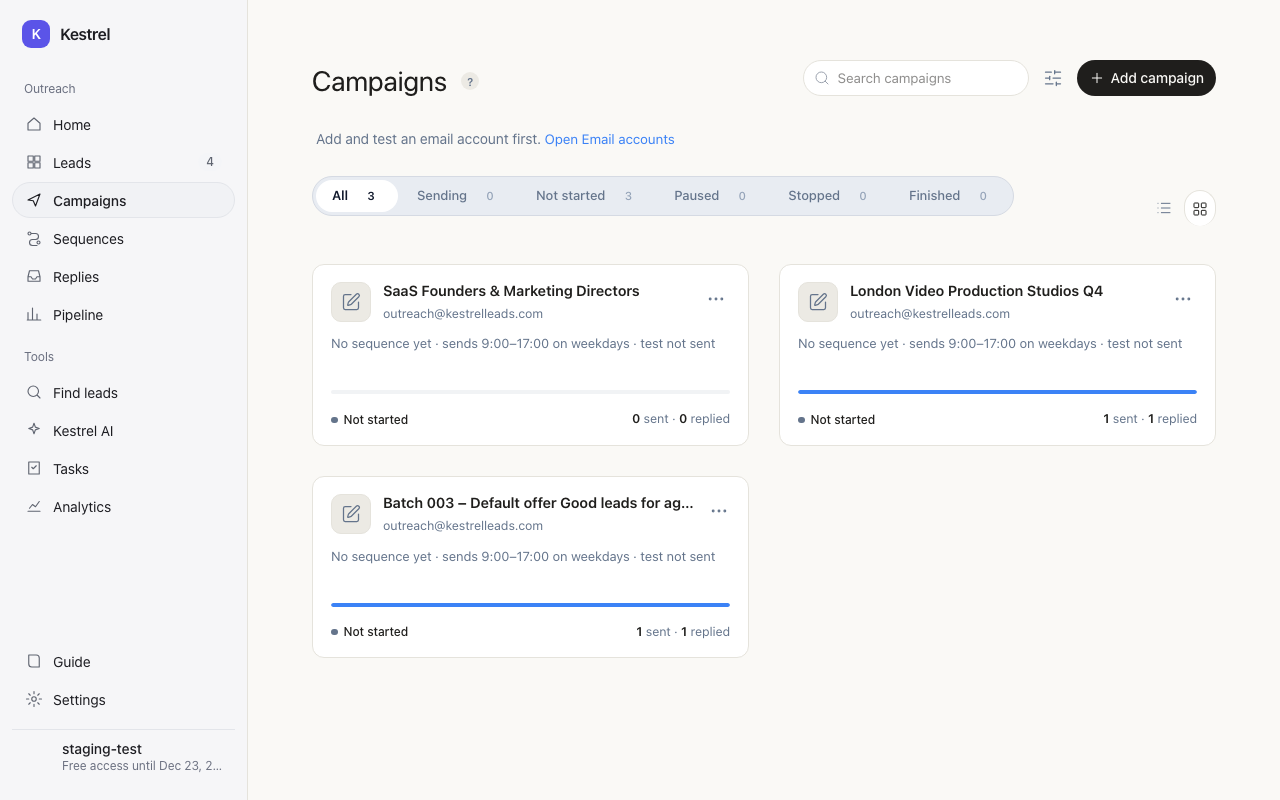 K Kestrel
Outreach
Home
Leads 4
Campaigns
Sequences
Replies
Pipeline
Tools
Find leads
Kestrel AI
Tasks
Analytics
Guide
Settings
staging-test
Free access until Dec 23, 2...
Campaigns ?
Search campaigns
Add campaign
Add and test an email account first. Open Email accounts
All 3 Sending 0 Not started 3 Paused 0 Stopped 0 Finished 0
SaaS Founders & Marketing Directors
outreach@kestrelleads.com
No sequence yet · sends 9:00–17:00 on weekdays · test not sent
Not started 0 sent · 0 replied
London Video Production Studios Q4
outreach@kestrelleads.com
No sequence yet · sends 9:00–17:00 on weekdays · test not sent
Not started 1 sent · 1 replied
Batch 003 – Default offer Good leads for ag...
outreach@kestrelleads.com
No sequence yet · sends 9:00–17:00 on weekdays · test not sent
Not started 1 sent · 1 replied